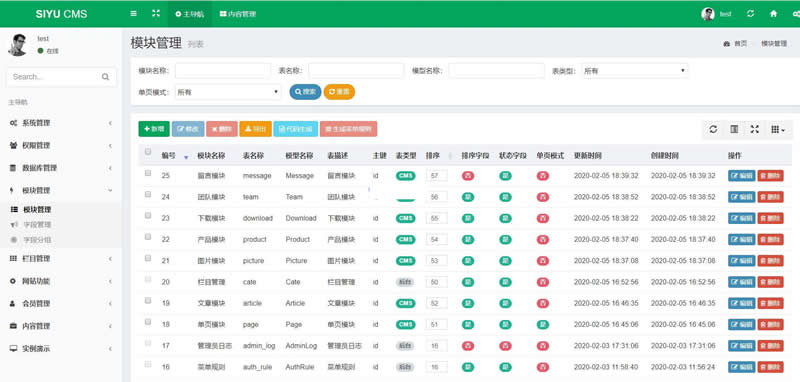 SIYU CMS 主导航 内容管理 test
test
在线
Search...
主导航
系统管理
权限管理
数据库管理
模块管理
模块管理
字段管理
字段分组
栏目管理
网站功能
会员管理
内容管理
实例演示
模块管理 列表
首页 模块管理
模块名称: 表名称: 模型名称: 表类型: 所有
单页模式: 所有 搜索 重置
新增 修改 删除 导出 代码生成 生成菜单规则
编号 模块名称 表名称 模型名称 表描述 主键 表类型 排序 排序字段 状态字段 单页模式 更新时间 创建时间 操作
25 留言模块 message Message 留言模块 id CMS 57 否 是 否 2020-02-05 18:39:32 2020-02-05 18:39:32 编辑 删除
24 团队模块 team Team 团队模块 id 56 是 是 否 2020-02-05 18:38:52 2020-02-05 18:38:52 编辑 删除
23 下载模块 download Download 下载模块 id CMS 55 是 是 否 2020-02-05 18:38:22 2020-02-05 18:38:22 编辑 删除
22 产品模块 product Product 产品模块 id CMS 54 是 是 否 2020-02-05 18:37:40 2020-02-05 18:37:40 编辑 删除
21 图片模块 picture Picture 图片模块 id CMS 53 是 是 否 2020-02-05 18:37:08 2020-02-05 18:37:08 编辑 删除
20 栏目管理 cate Cate 栏目管理 id 后台 50 是 是 否 2020-02-05 16:52:56 2020-02-05 16:52:56 编辑 删除
19 文章模块 article Article 文章模块 id CMS 52 是 是 否 2020-02-05 16:46:35 2020-02-05 16:46:35 编辑 删除
18 单页模块 page Page 单页模块 id CMS 51 是 是 是 2020-02-05 16:45:06 2020-02-05 16:45:06 编辑 删除
17 管理员日志 admin_log AdminLog 管理员日志 id 后台 16 否 否 否 2020-02-03 17:31:06 2020-02-03 17:31:06 编辑 删除
16 菜单规则 auth_rule AuthRule 菜单规则 id 后台 16 是 是 否 2020-02-03 11:58:40 2020-02-03 11:56:24 编辑 删除